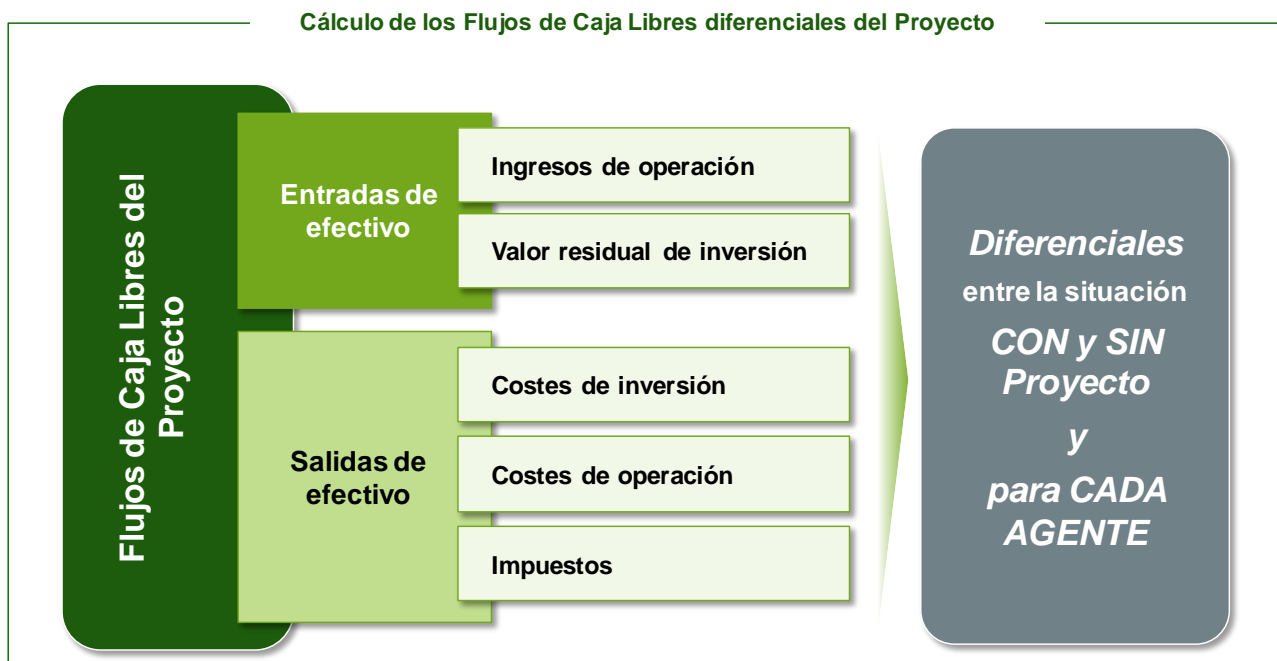 Cálculo de los Flujos de Caja Libres diferenciales del Proyecto
Flujos de Caja Libres del
Proyecto
Entradas de
efectivo
Ingresos de operación
Valor residual de inversión
Salidas de
efectivo
Costes de inversión
Costes de operación
Impuestos
Diferenciales
entre la situación
CON y SIN
Proyecto
y
para CADA
AGENTE